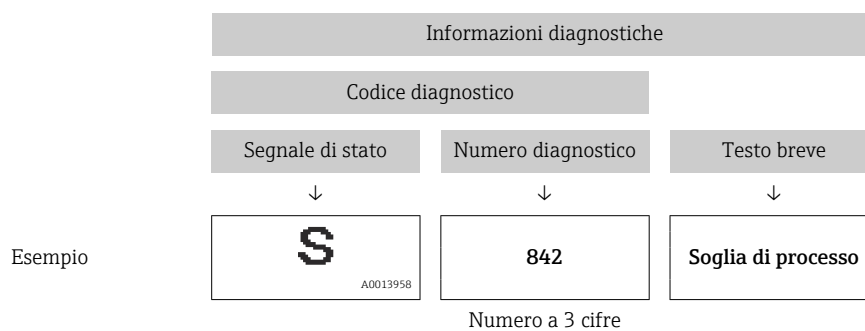 Informazioni diagnostiche
Codice diagnostico
Segnale di stato Numero diagnostico Testo breve
↓ ↓ ↓
Esempio S 842 Soglia di processo
A0013958
Numero a 3 cifre